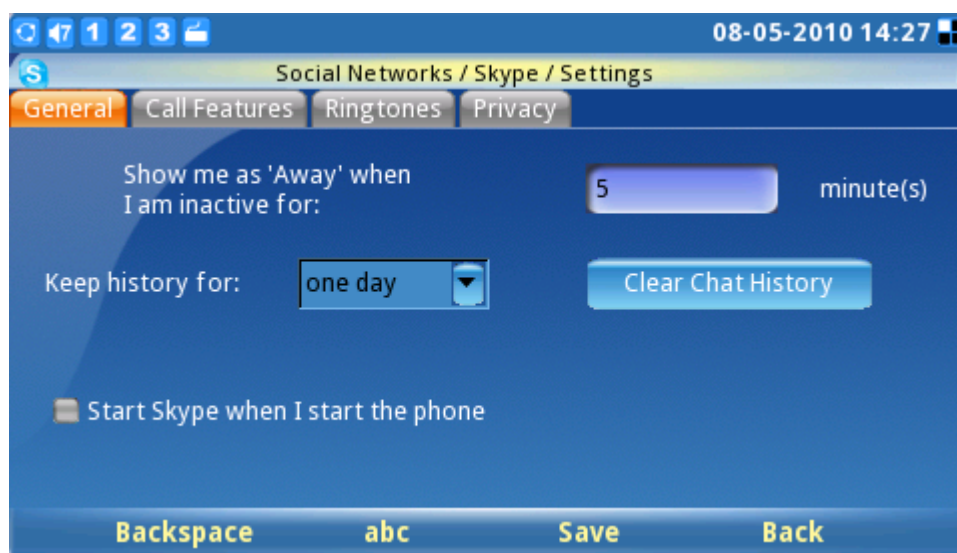 7 1 2 3 08-05-2010 14:27
S Social Networks / Skype / Settings
General Call Features Ringtones Privacy
Show me as 'Away' when
I am inactive for: 5 minute(s)
Keep history for: one day Clear Chat History
Start Skype when I start the phone
Backspace abc Save Back